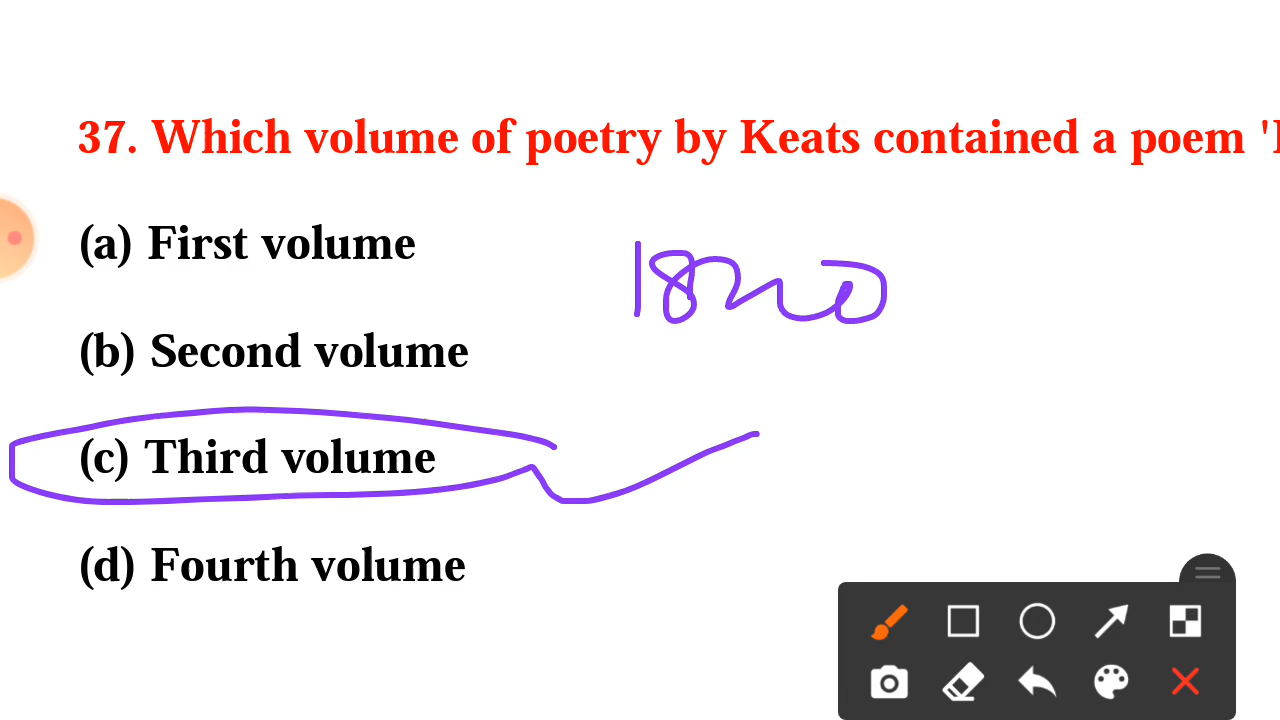 37. Which volume of poetry by Keats contained a poem '
(a) First volume
1820
(b) Second volume
(c) Third volume
(d) Fourth volume